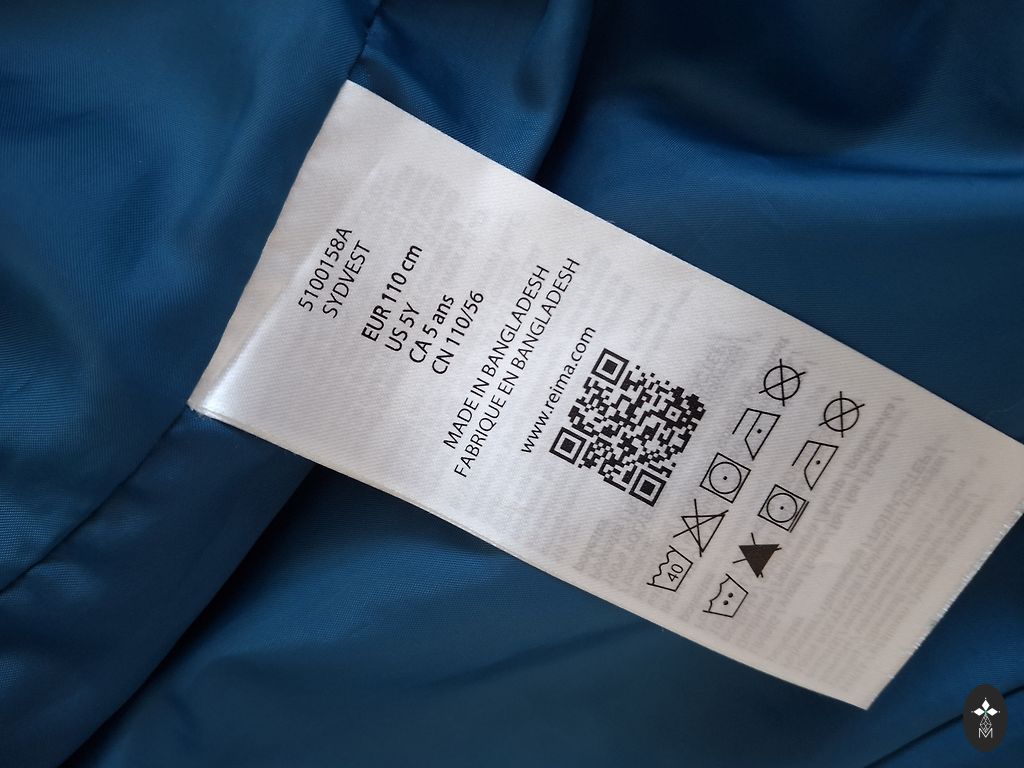 5100158A
SYDVEST
EUR 110 cm
US 5Y
CA 5 ans
CN 110/56
MADE IN BANGLADESH
FABRIQUE EN BANGLADESH
www.reima.com
40
M